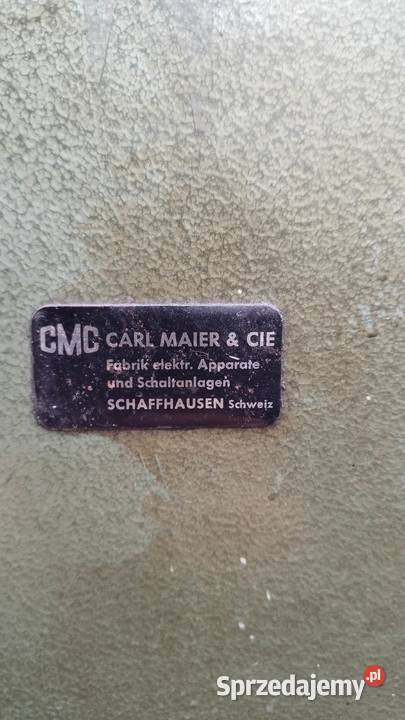 CMC CARL MAIER & CIE
Fabrik elektr. Apparate
und Schaltanlagen
SCHAFFHAUSEN Schweiz
Sprzedajemy.pl